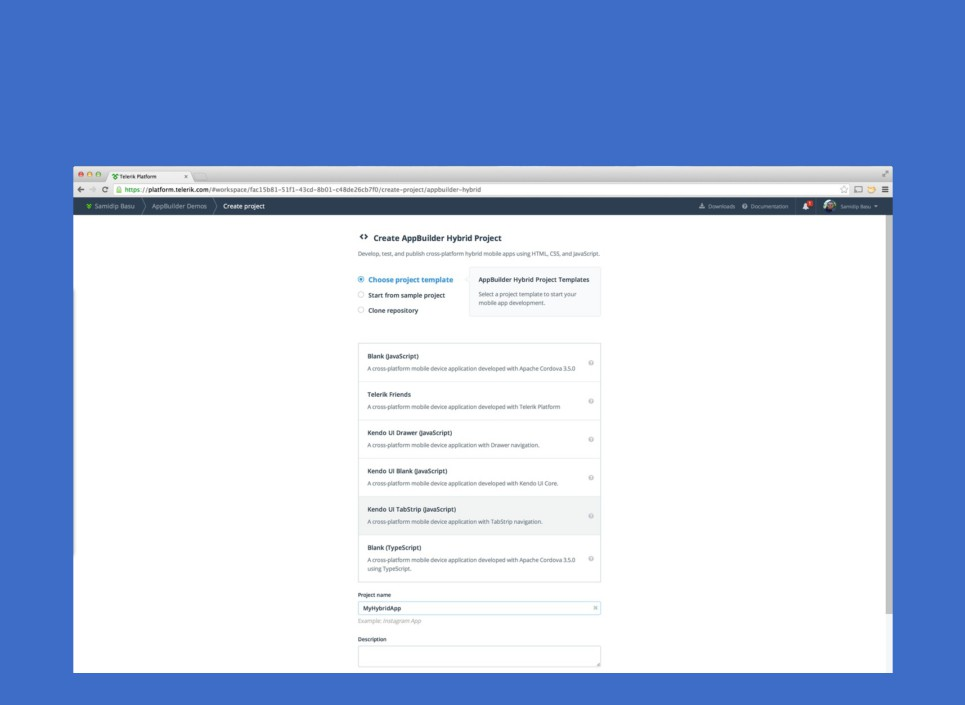 Telerik Platform
https://platform.telerik.com/#workspace/fac15b81-51f1-43cd-8b01-c48de26cb7f0/create-project/appbuilder-hybrid
Samidip Basu AppBuilder Demos Create project Downloads Documentation Samidip Basu
Create AppBuilder Hybrid Project
Develop, test, and publish cross-platform hybrid mobile apps using HTML, CSS, and JavaScript.
Choose project template
Start from sample project
Clone repository
AppBuilder Hybrid Project Templates
Select a project template to start your
mobile app development.
Blank (JavaScript)
A cross-platform mobile device application developed with Apache Cordova 3.5.0
Telerik Friends
A cross-platform mobile device application developed with Telerik Platform
Kendo UI Drawer (JavaScript)
A cross-platform mobile device application with Drawer navigation.
Kendo UI Blank (JavaScript)
A cross-platform mobile device application developed with Kendo UI Core.
Kendo UI TabStrip (JavaScript)
A cross-platform mobile device application with TabStrip navigation.
Blank (TypeScript)
A cross-platform mobile device application developed with Apache Cordova 3.5.0
using TypeScript.
Project name
MyHybridApp
Example: Instagram App
Description